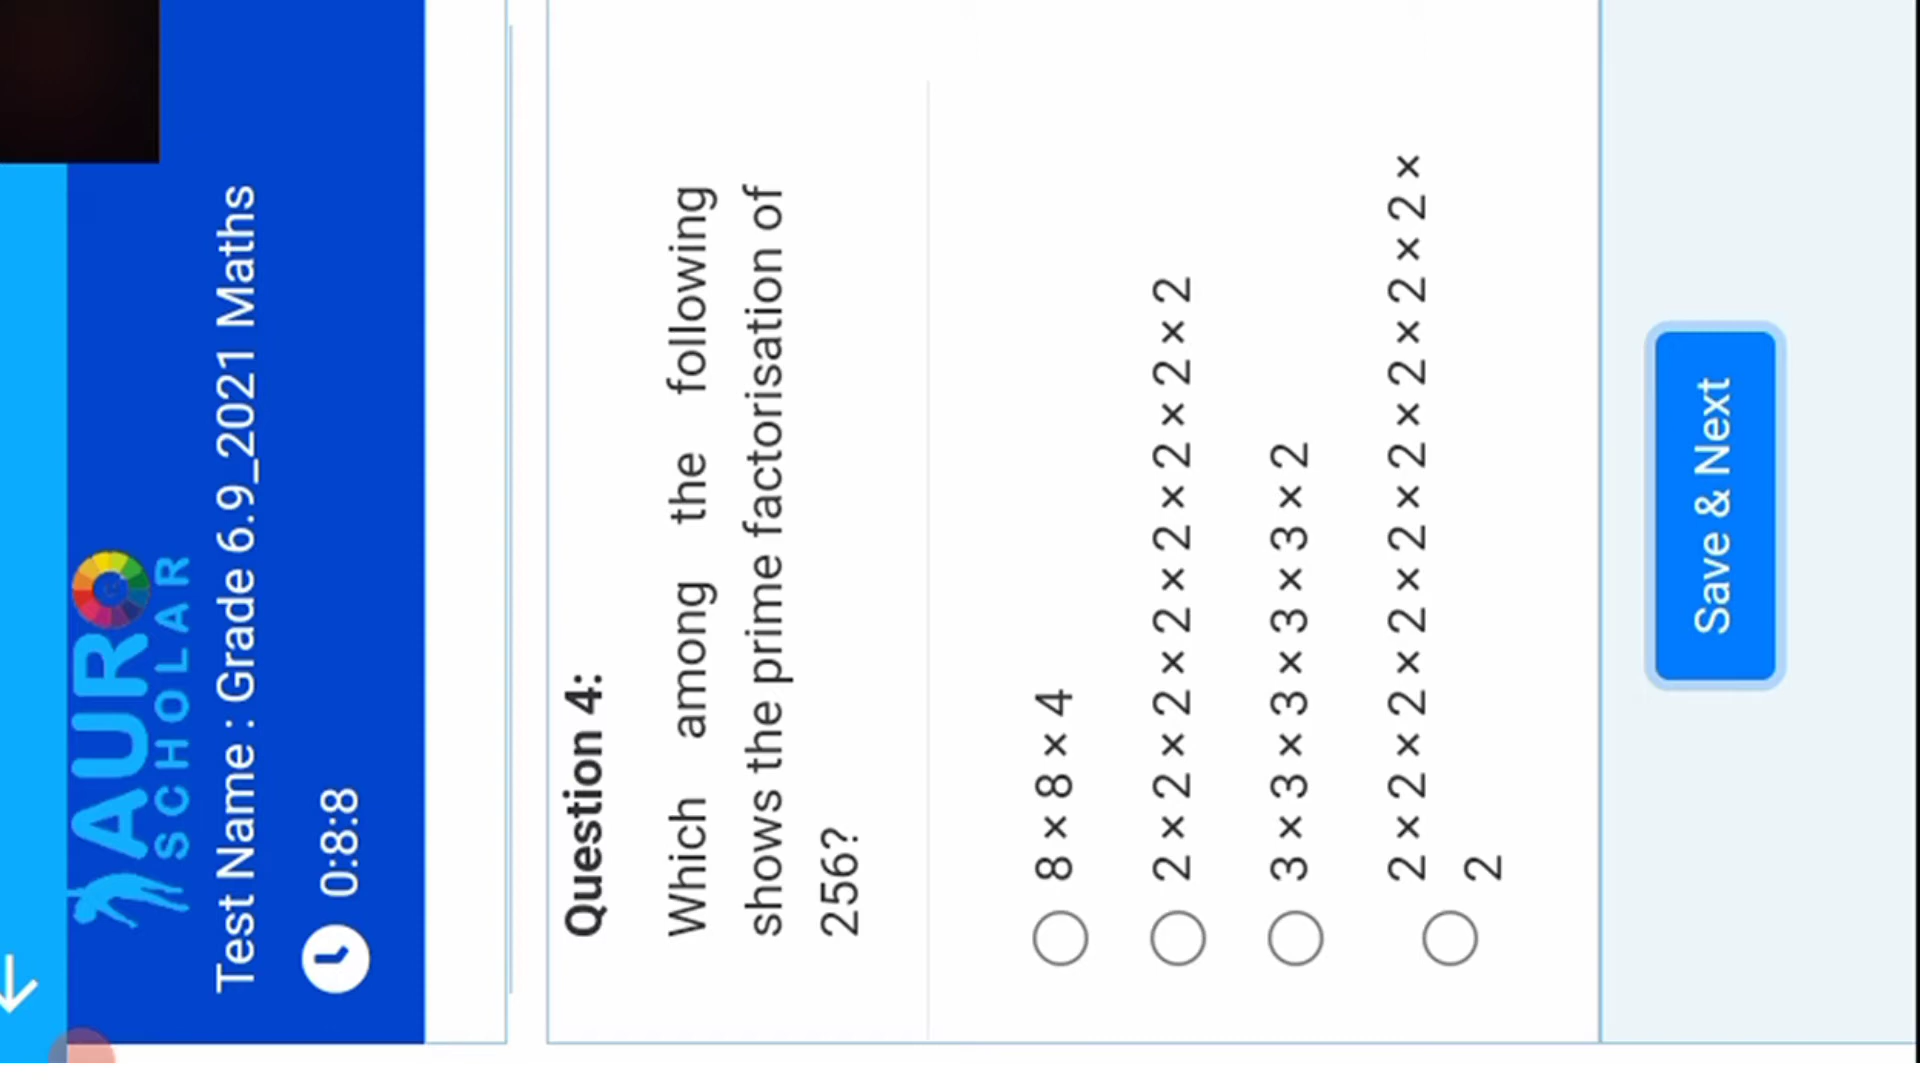 AURO
SCHOLAR
Test Name : Grade 6.9_2021 Maths
0:8:8
Question 4:
Which among the following
shows the prime factorisation of
256?
8 × 8 × 4
2 × 2 × 2 × 2 × 2 × 2 × 2 × 2
3 × 3 × 3 × 3 × 3 × 2
2 × 2 × 2 × 2 × 2 × 2 × 2 × 2 × 2 ×
2
Save & Next